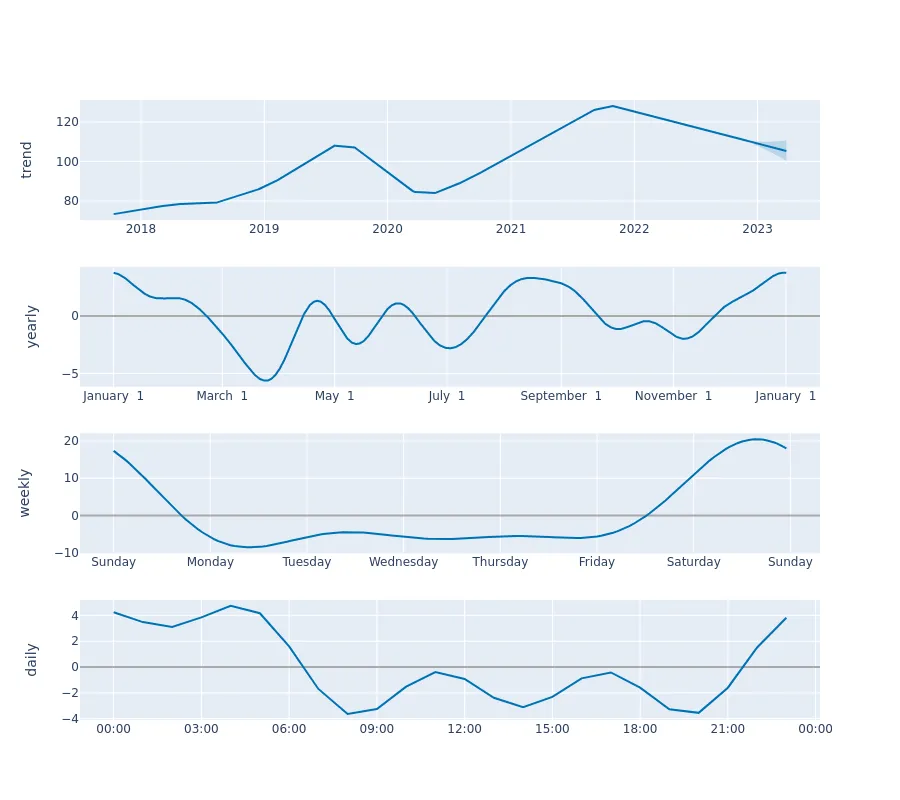 trend
120
100
80
2018 2019 2020 2021 2022 2023
yearly
0
−5
January 1 March 1 May 1 July 1 September 1 November 1 January 1
weekly
20
10
0
−10
Sunday Monday Tuesday Wednesday Thursday Friday Saturday Sunday
daily
4
2
0
−2
−4
00:00 03:00 06:00 09:00 12:00 15:00 18:00 21:00 00:00